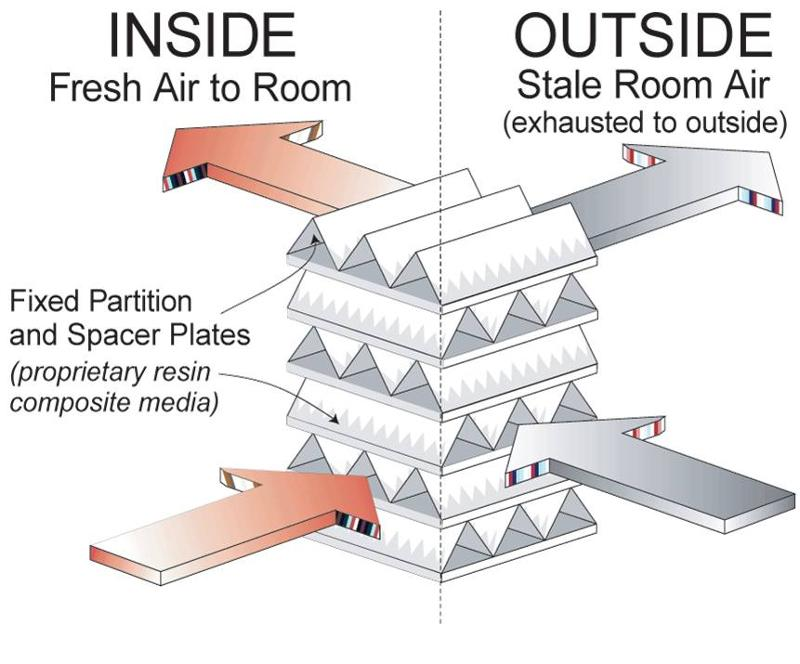 INSIDE
Fresh Air to Room
OUTSIDE
Stale Room Air
(exhausted to outside)
Fixed Partition
and Spacer Plates
(proprietary resin
composite media)